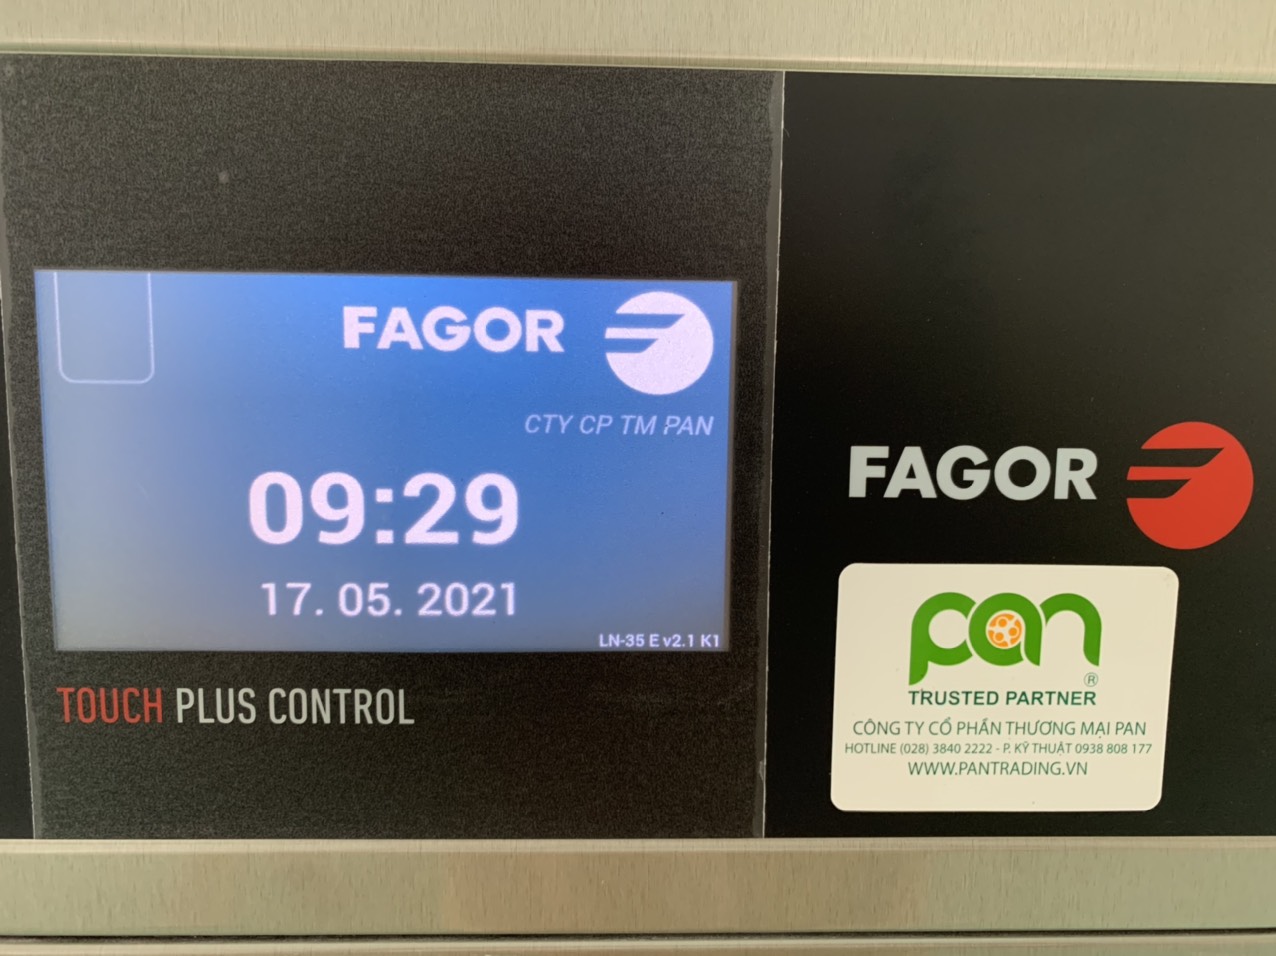 FAGOR
CTY CP TM PAN
09:29
17. 05. 2021
LN-35 E v2.1 K1
TOUCH PLUS CONTROL
FAGOR
pan
®
TRUSTED PARTNER
CÔNG TY CỔ PHẦN THƯƠNG MẠI PAN
HOTLINE (028) 3840 2222 - P. KỸ THUẬT 0938 808 177
WWW.PANTRADING.VN